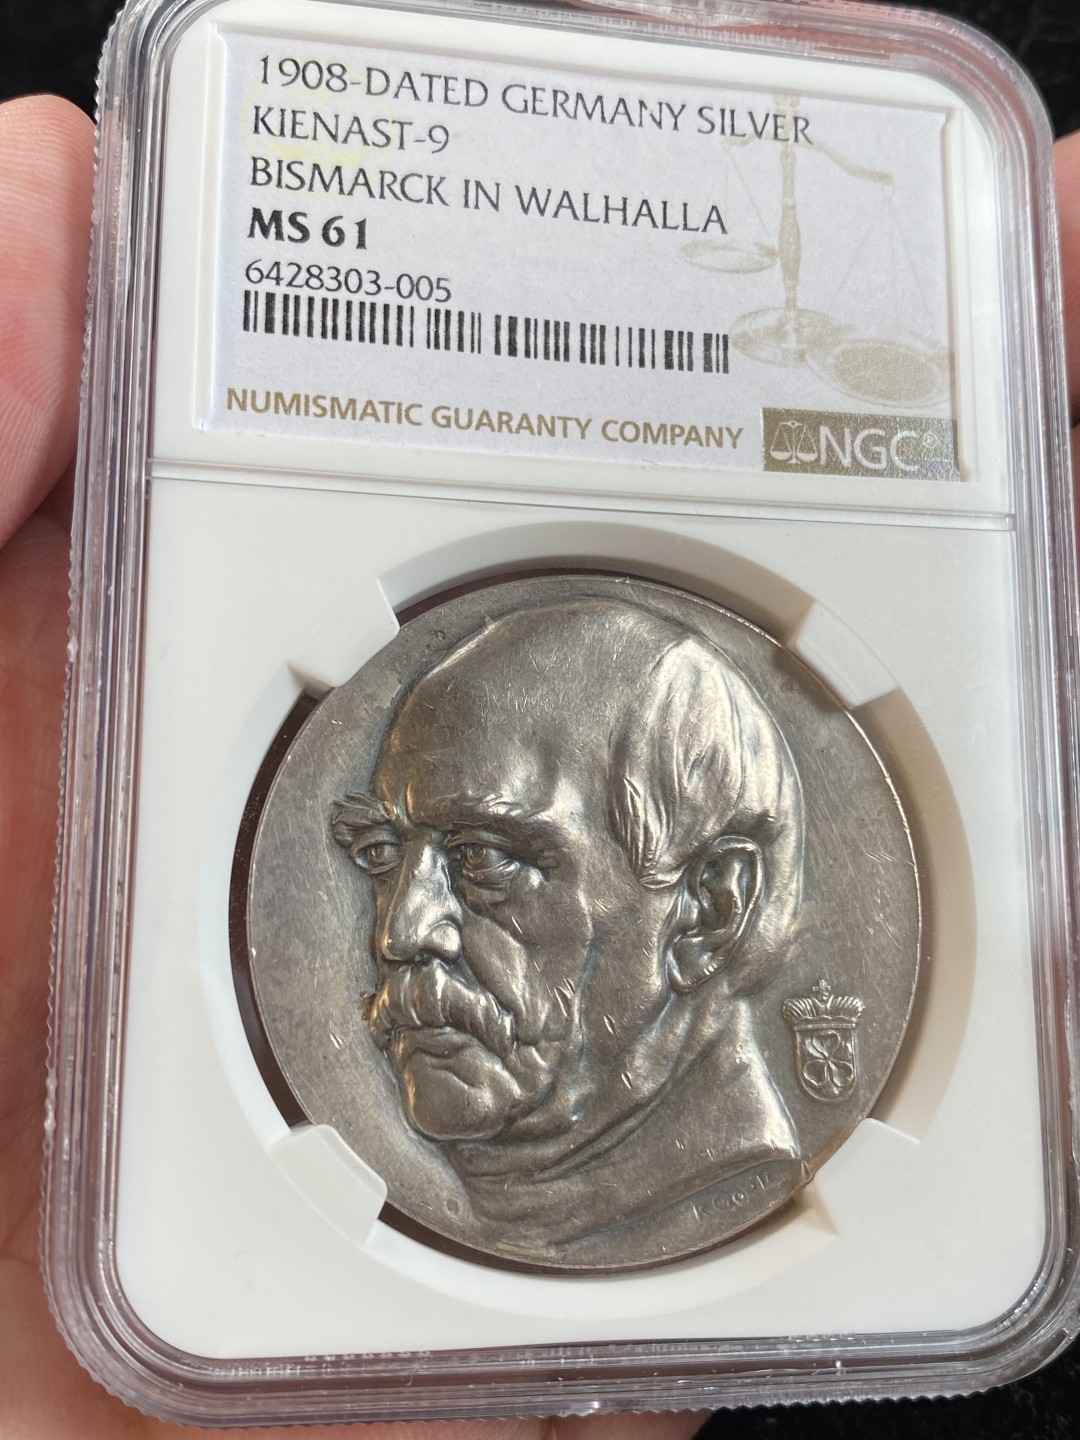 1908-DATED GERMANY SILVER
KIENAST-9
BISMARCK IN WALHALLA
MS 61
6428303-005
NUMISMATIC GUARANTY COMPANY
NGC®